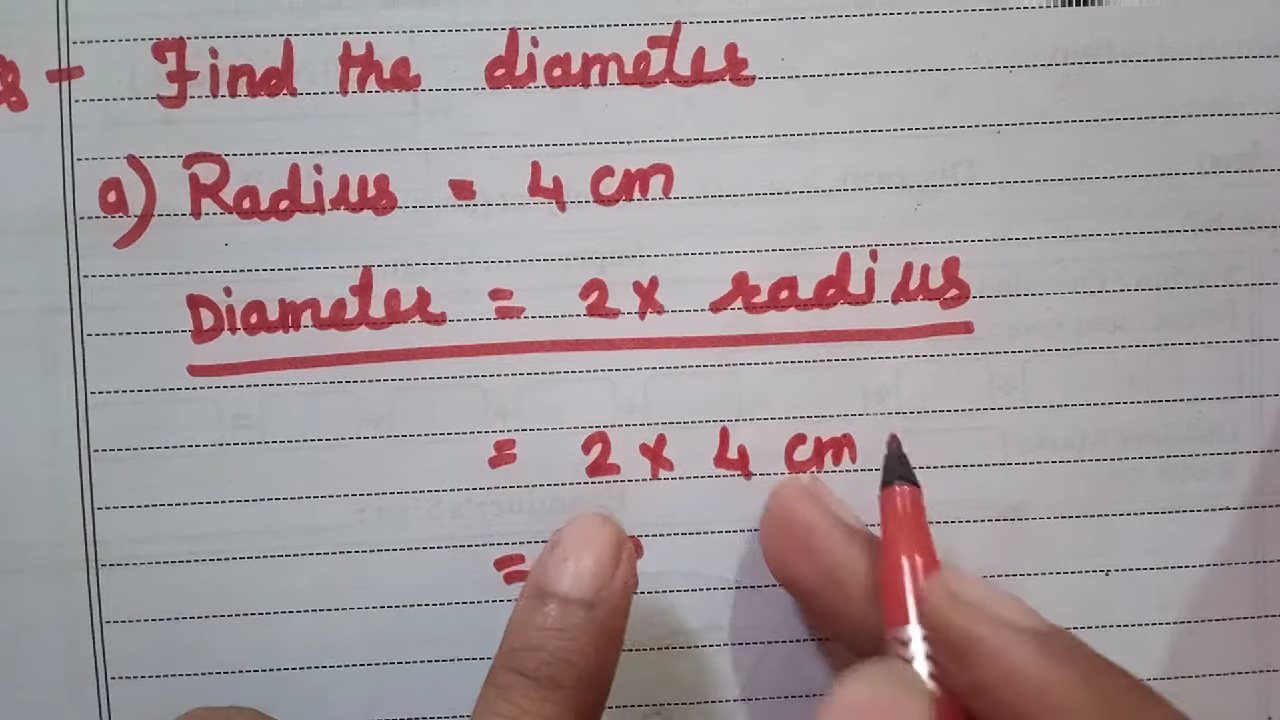 - Find the diameter
a) Radius = 4 cm
Diameter = 2 x radius
= 2 x 4 cm
=